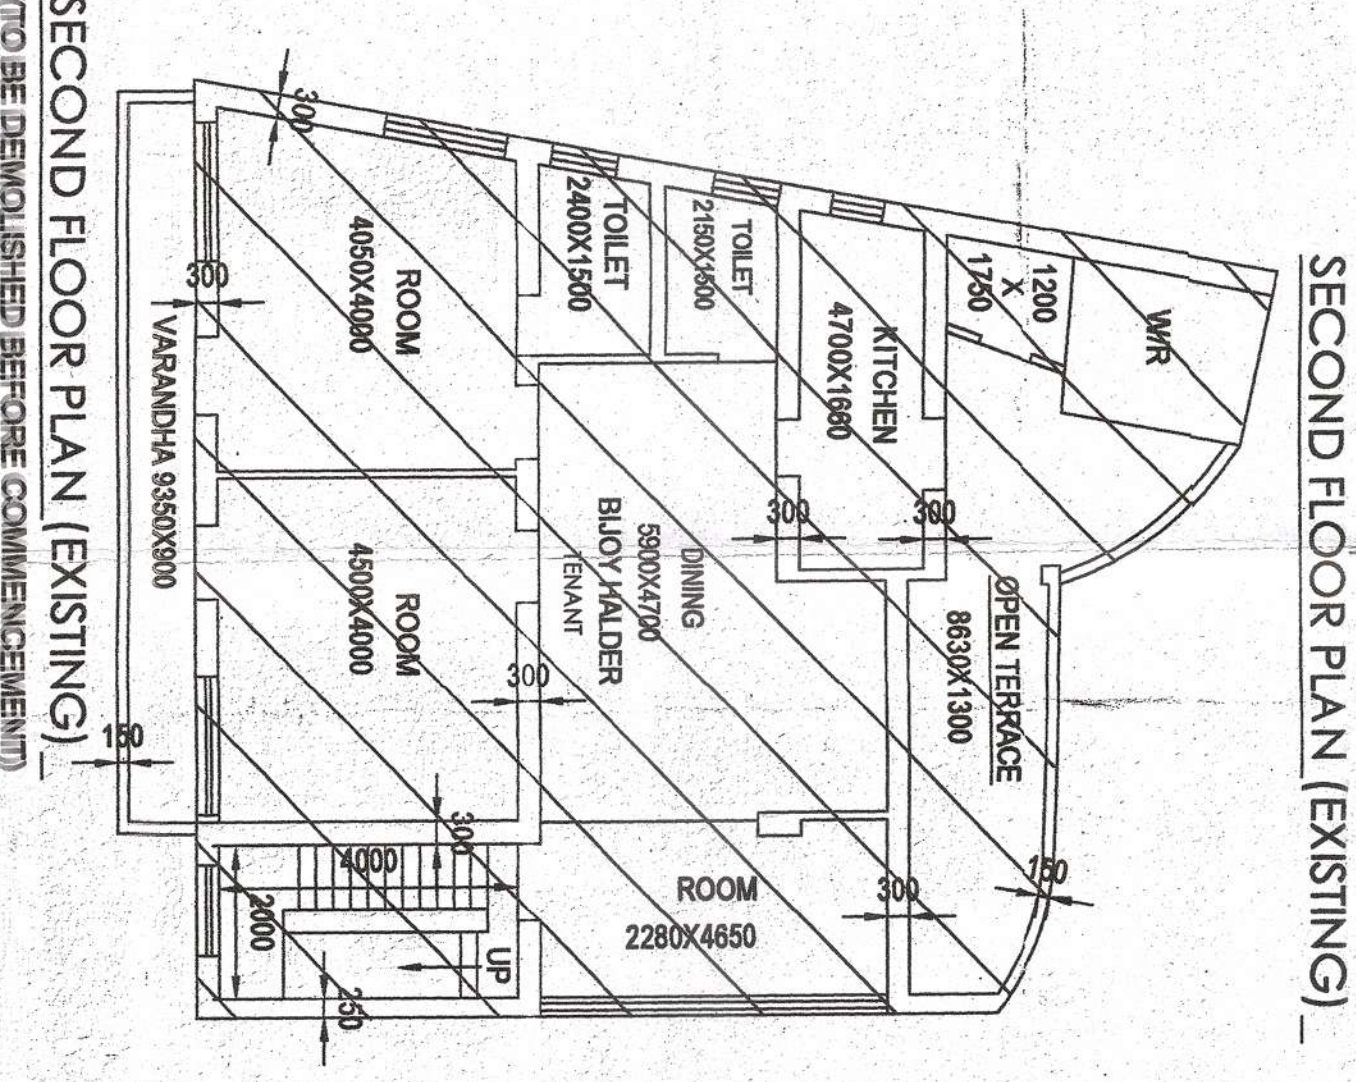 SECOND FLOOR PLAN (EXISTING)
W/R
1200
X
1750
OPEN TERRACE
8630X1300
150
KITCHEN
4700X1660
300
300
300
TOILET
2150X1500
TOILET
2400X1500
DINING
5900X4700
BIJOY HALDER
TENANT
ROOM
2280X4650
300
ROOM
4050X4000
300
ROOM
4500X4000
300
300
4000
2000
UP
250
VARANDHA 9350X900
150
SECOND FLOOR PLAN (EXISTING)
(TO BE DEMOLISHED BEFORE COMMENCEMENT)